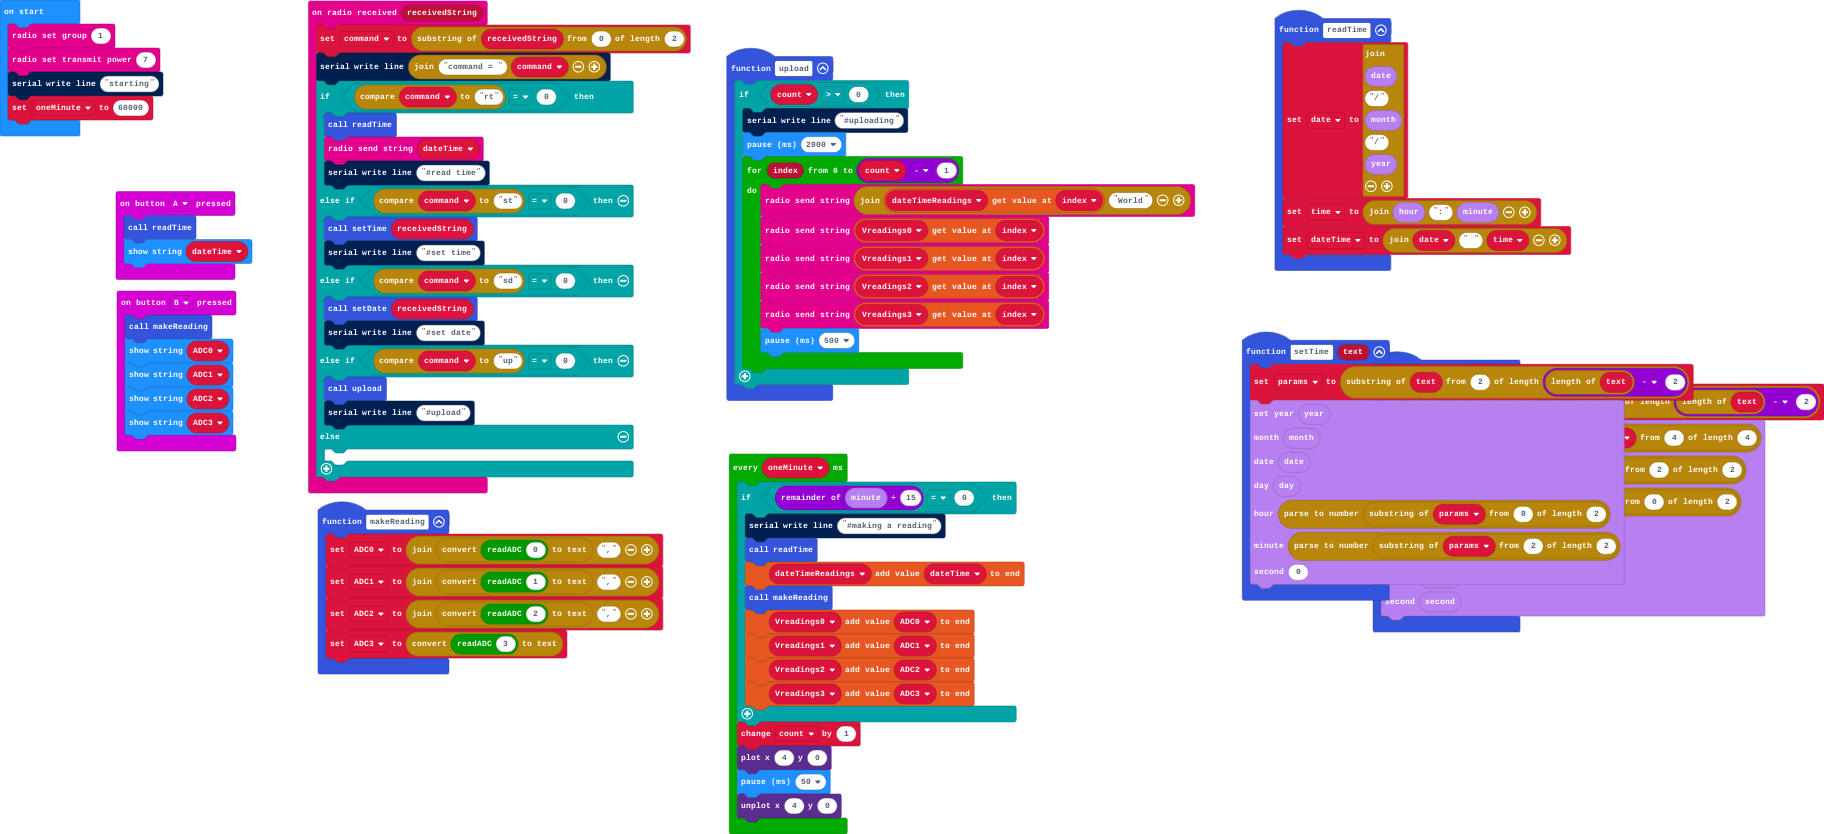 on start
radio set group 1
radio set transmit power 7
serial write line "starting"
set oneMinute to 60000
on button A pressed
call readTime
show string dateTime
on button B pressed
call makeReading
show string ADC0
show string ADC1
show string ADC2
show string ADC3
on radio received receivedString
set command to substring of receivedString from 0 of length 2
serial write line join "command = " command
if compare command to "rt" = 0 then
call readTime
radio send string dateTime
serial write line "#read time"
else if compare command to "st" = 0 then
call setTime receivedString
serial write line "#set time"
else if compare command to "sd" = 0 then
call setDate receivedString
serial write line "#set date"
else if compare command to "up" = 0 then
call upload
serial write line "#upload"
else
function makeReading
set ADC0 to join convert readADC 0 to text ","
set ADC1 to join convert readADC 1 to text ","
set ADC2 to join convert readADC 2 to text ","
set ADC3 to convert readADC 3 to text
function upload
if count > 0 then
serial write line "#uploading"
pause (ms) 2000
for index from 0 to count - 1
do
radio send string join dateTimeReadings get value at index "World"
radio send string Vreadings0 get value at index
radio send string Vreadings1 get value at index
radio send string Vreadings2 get value at index
radio send string Vreadings3 get value at index
pause (ms) 500
every oneMinute ms
if remainder of minute ÷ 15 = 0 then
serial write line "#making a reading"
call readTime
dateTimeReadings add value dateTime to end
call makeReading
Vreadings0 add value ADC0 to end
Vreadings1 add value ADC1 to end
Vreadings2 add value ADC2 to end
Vreadings3 add value ADC3 to end
change count by 1
plot x 4 y 0
pause (ms) 50
unplot x 4 y 0
function readTime
set date to join date "/" month "/" year
set time to join hour ":" minute
set dateTime to join date " " time
function setTime text
set params to substring of text from 2 of length length of text - 2
set year year
month month
date date
day day
hour parse to number substring of params from 0 of length 2
minute parse to number substring of params from 2 of length 2
second 0
of length length of text - 2
from 4 of length 4
from 2 of length 2
of length 2
second second